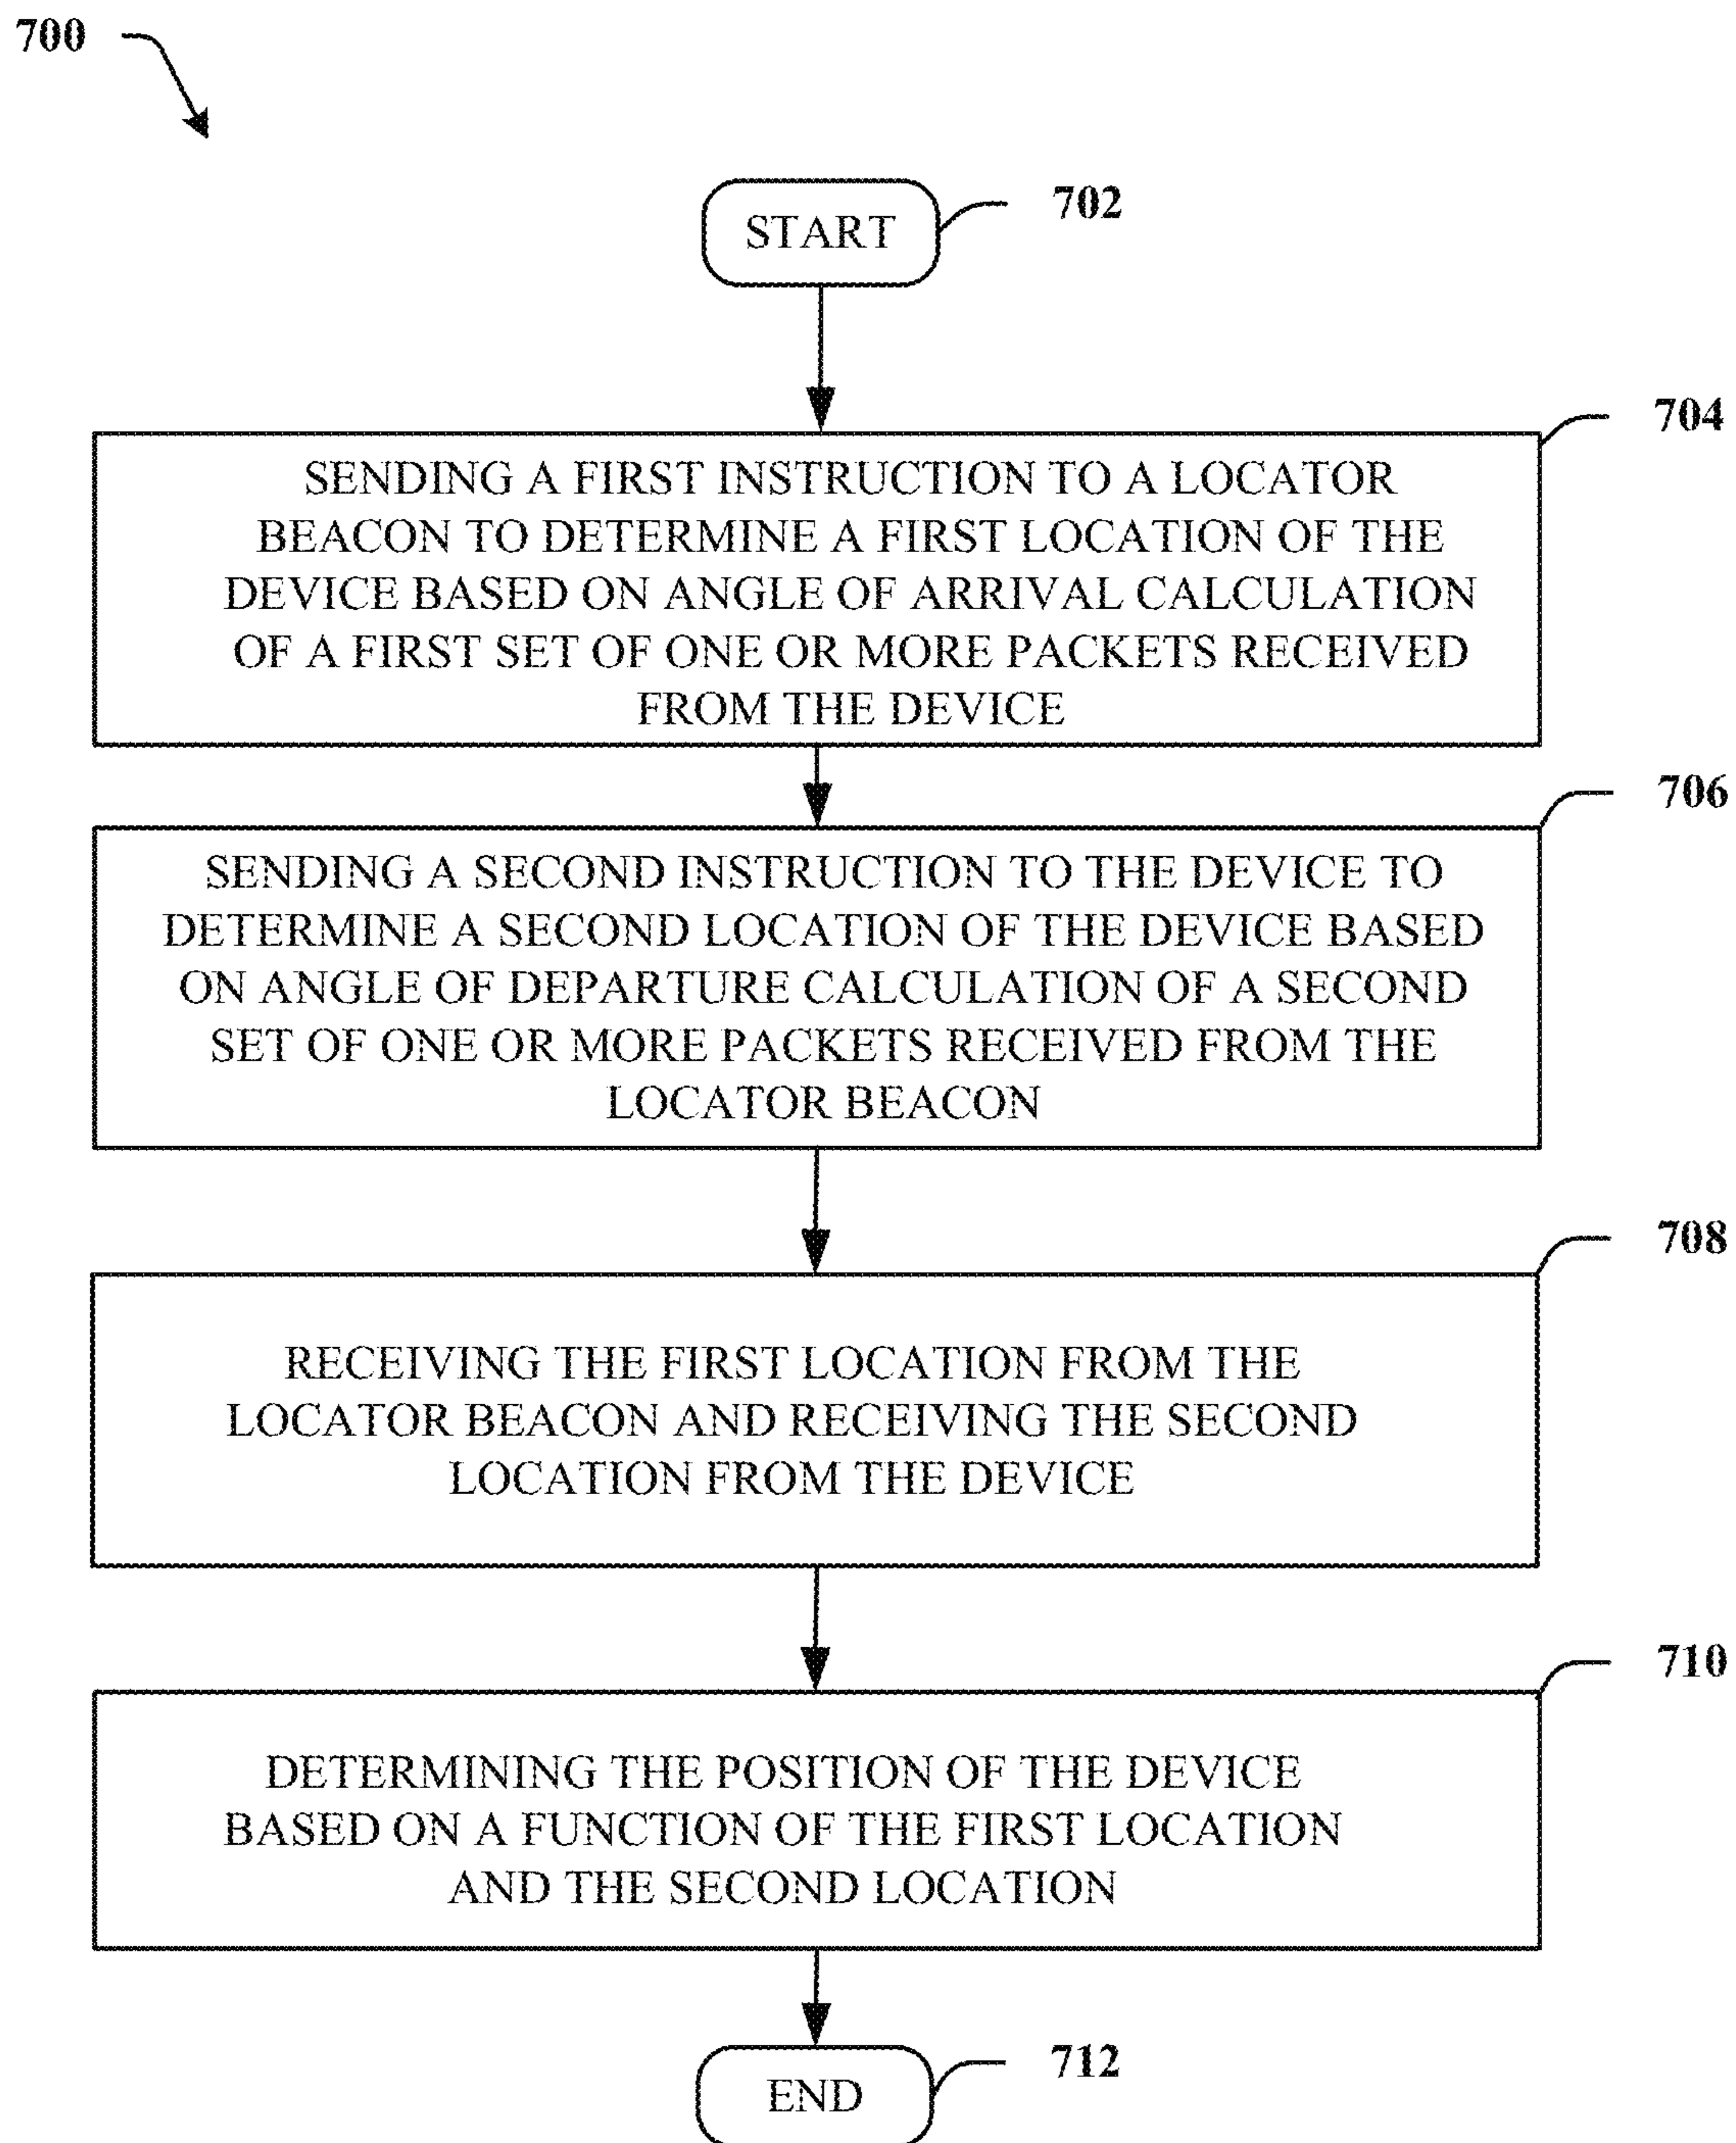 700
START
702
704
SENDING A FIRST INSTRUCTION TO A LOCATOR
BEACON TO DETERMINE A FIRST LOCATION OF THE
DEVICE BASED ON ANGLE OF ARRIVAL CALCULATION
OF A FIRST SET OF ONE OR MORE PACKETS RECEIVED
FROM THE DEVICE
706
SENDING A SECOND INSTRUCTION TO THE DEVICE TO
DETERMINE A SECOND LOCATION OF THE DEVICE BASED
ON ANGLE OF DEPARTURE CALCULATION OF A SECOND
SET OF ONE OR MORE PACKETS RECEIVED FROM THE
LOCATOR BEACON
708
RECEIVING THE FIRST LOCATION FROM THE
LOCATOR BEACON AND RECEIVING THE SECOND
LOCATION FROM THE DEVICE
710
DETERMINING THE POSITION OF THE DEVICE
BASED ON A FUNCTION OF THE FIRST LOCATION
AND THE SECOND LOCATION
712
END